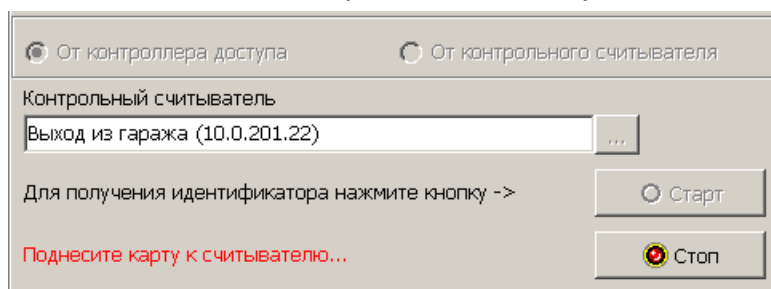 От контроллера доступа От контрольного считывателя
Контрольный считыватель
Выход из гаража (10.0.201.22) ...
Для получения идентификатора нажмите кнопку -> Старт
Поднесите карту к считывателю... Стоп